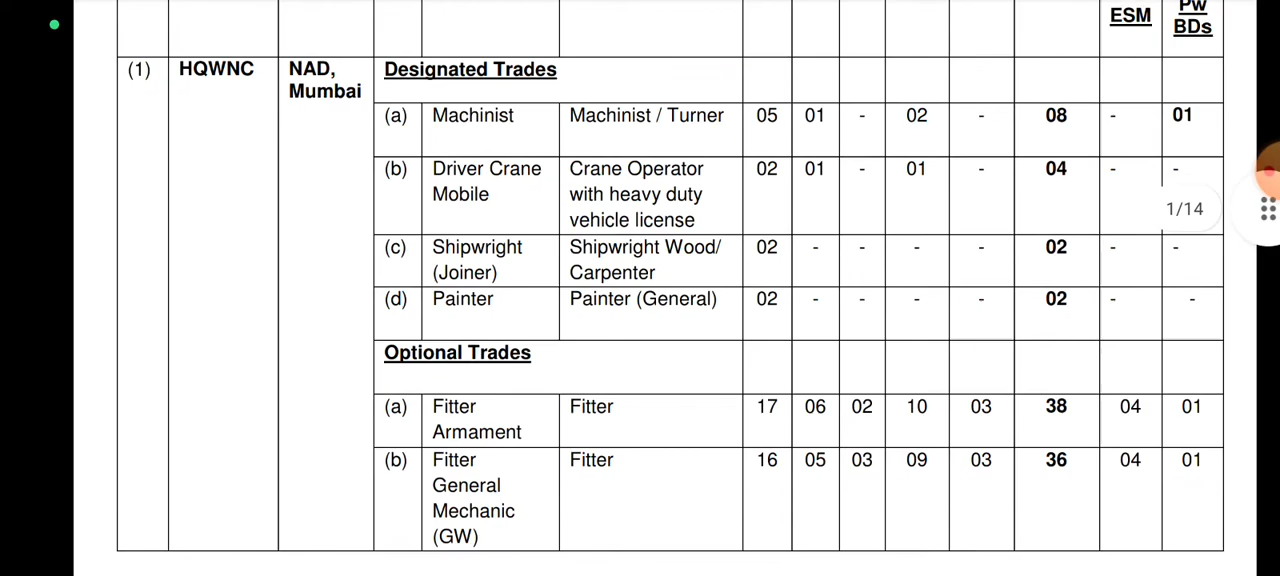 ESM Pw BDs
(1) HQWNC NAD, Mumbai Designated Trades
(a) Machinist Machinist / Turner 05 01 - 02 - 08 - 01
(b) Driver Crane Mobile Crane Operator with heavy duty vehicle license 02 01 - 01 - 04 - -
1/14
(c) Shipwright (Joiner) Shipwright Wood/ Carpenter 02 - - - - 02 - -
(d) Painter Painter (General) 02 - - - - 02 - -
Optional Trades
(a) Fitter Armament Fitter 17 06 02 10 03 38 04 01
(b) Fitter General Mechanic (GW) Fitter 16 05 03 09 03 36 04 01